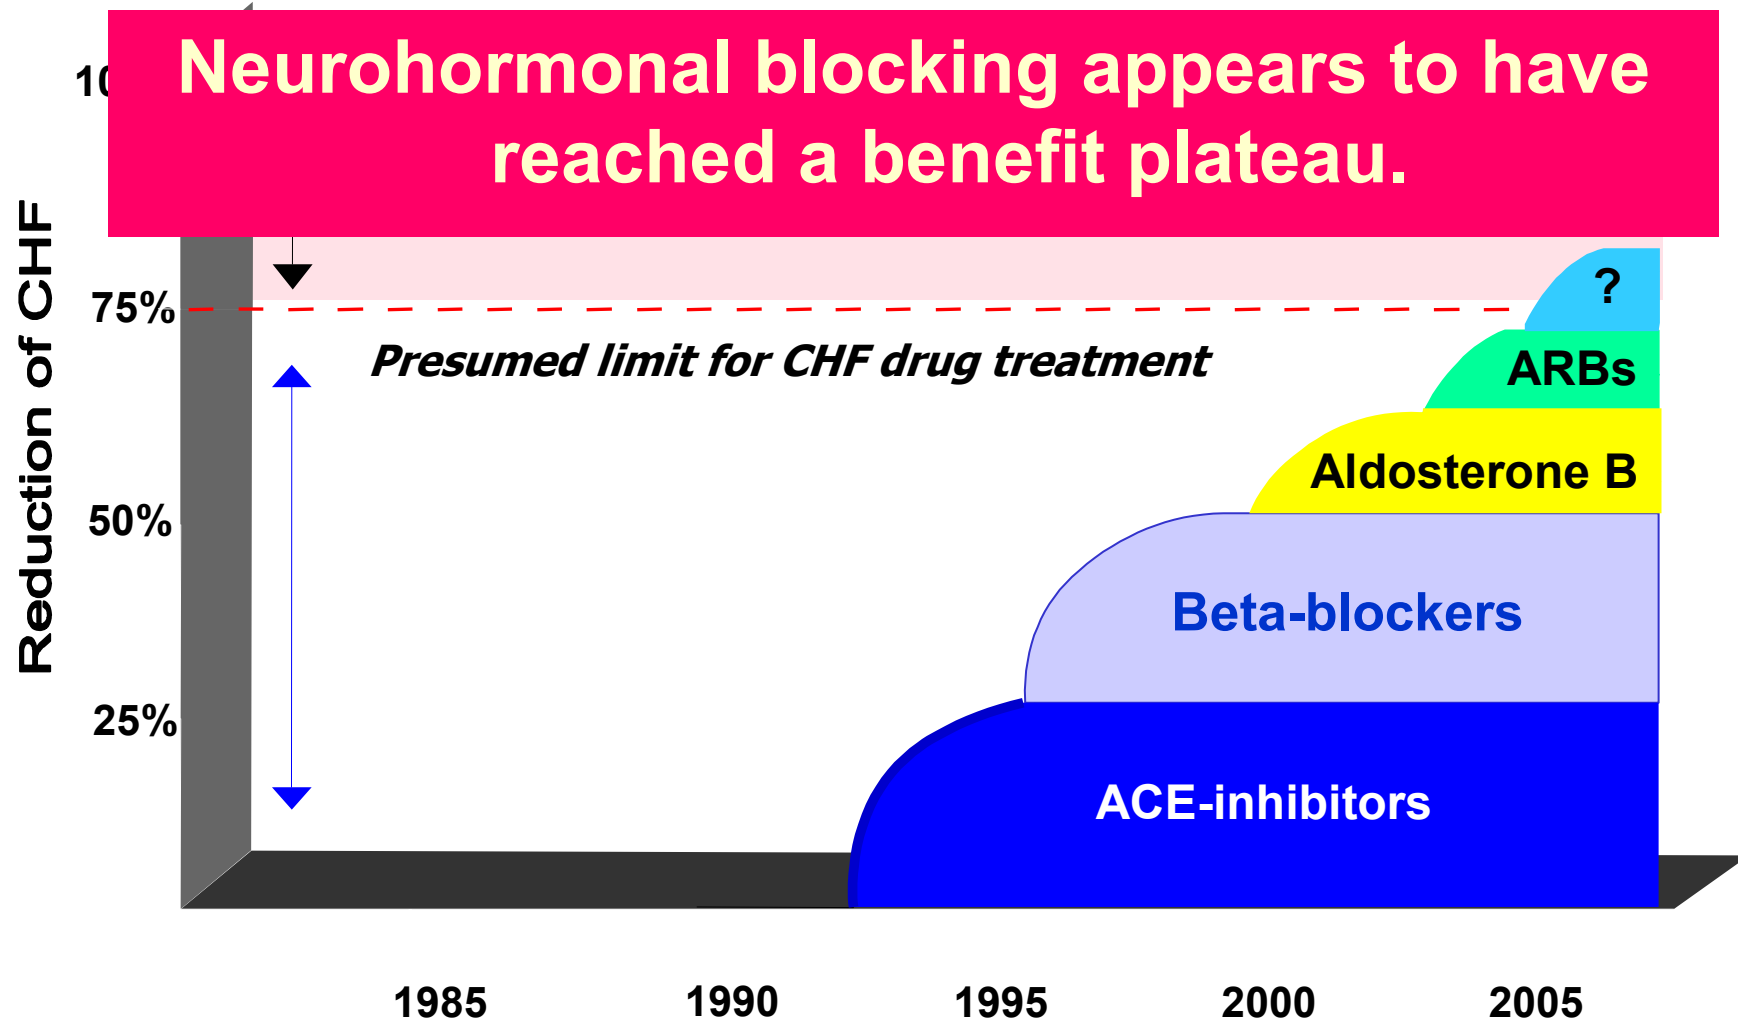 Neurohormonal blocking appears to have
reached a benefit plateau.
Reduction of CHF
75%
50%
25%
Presumed limit for CHF drug treatment
?
ARBs
Aldosterone B
Beta-blockers
ACE-inhibitors
1985 1990 1995 2000 2005